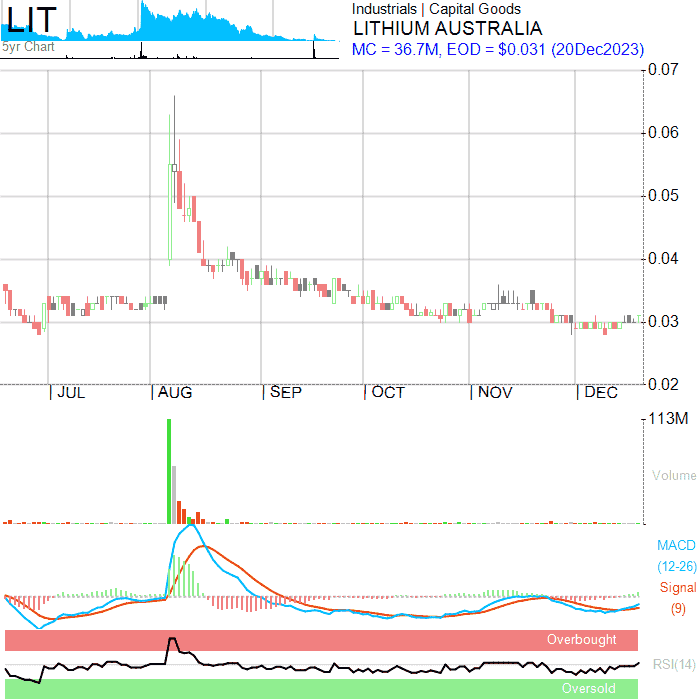 LIT
5yr Chart
Industrials | Capital Goods
LITHIUM AUSTRALIA
MC = 36.7M, EOD = $0.031 (20Dec2023)
0.07
0.06
0.05
0.04
0.03
0.02
JUL AUG SEP OCT NOV DEC
113M
Volume
MACD
(12-26)
Signal
(9)
Overbought
RSI(14)
Oversold